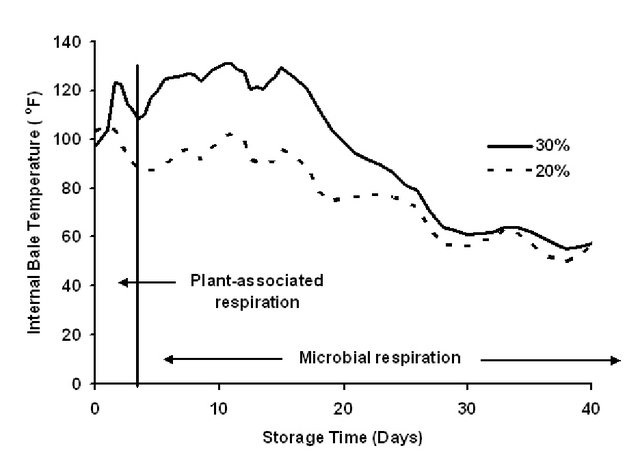 140
120
100
80
60
40
20
0
Internal Bale Temperature ( °F)
30%
20%
Plant-associated
respiration
Microbial respiration
0 10 20 30 40
Storage Time (Days)